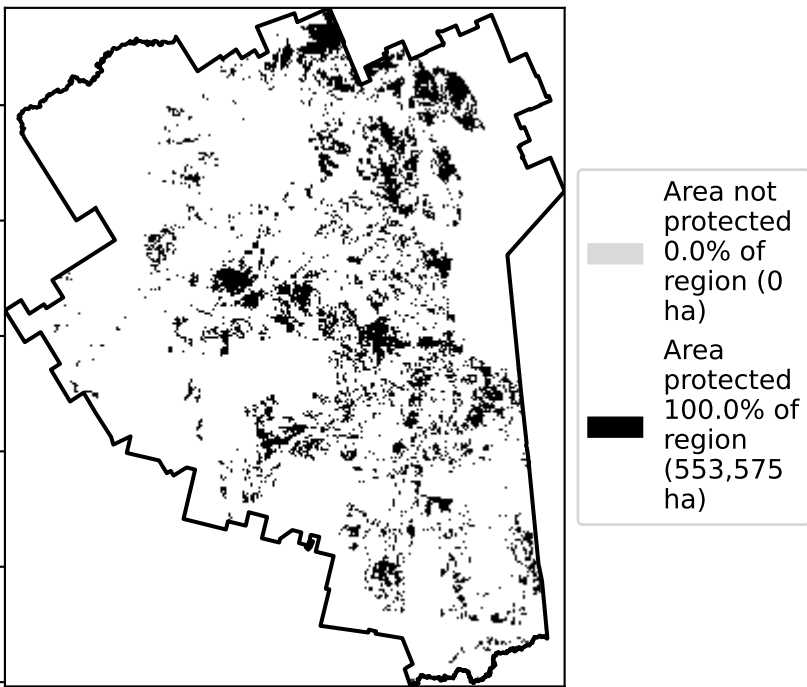 Area not
protected
0.0% of
region (0
ha)
Area
protected
100.0% of
region
(553,575
ha)